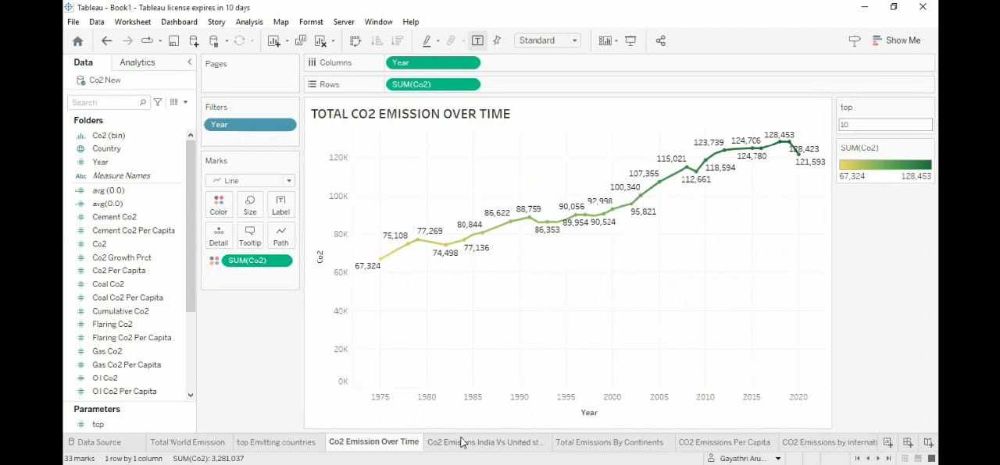 Tableau - Book1 - Tableau license expires in 10 days
File Data Worksheet Dashboard Story Analysis Map Format Server Window Help
Standard
Show Me
Data Analytics
Co2 New
Search
Folders
Co2 (bin)
Country
Year
Abc Measure Names
avg (0.0)
avg(0.0)
Cement Co2
Cement Co2 Per Capita
Co2
Co2 Growth Prct
Co2 Per Capita
Coal Co2
Coal Co2 Per Capita
Cumulative Co2
Flaring Co2
Flaring Co2 Per Capita
Gas Co2
Gas Co2 Per Capita
Oil Co2
Oil Co2 Per Capita
Parameters
top
Pages
Filters
Year
Marks
Line
Color Size Label
Detail Tooltip Path
SUM(Co2)
Columns Year
Rows SUM(Co2)
TOTAL CO2 EMISSION OVER TIME
120K
100K
80K
60K
40K
20K
0K
Co2
67,324
75,108
77,269
74,498
80,844
77,136
86,622
88,759
86,353
90,056
89,954
92,998
90,524
100,340
95,821
107,355
115,021
112,661
123,739
118,594
124,706
124,780
128,453
128,423
121,593
1975 1980 1985 1990 1995 2000 2005 2010 2015 2020
Year
top
10
SUM(Co2)
67,324 128,453
Data Source Total World Emission top Emitting countries Co2 Emission Over Time Co2 Emissions India Vs United st... Total Emissions By Continents CO2 Emissions Per Capita CO2 Emissions by internati
33 marks 1 row by 1 column SUM(Co2): 3,281,037
Gayathri Aru...